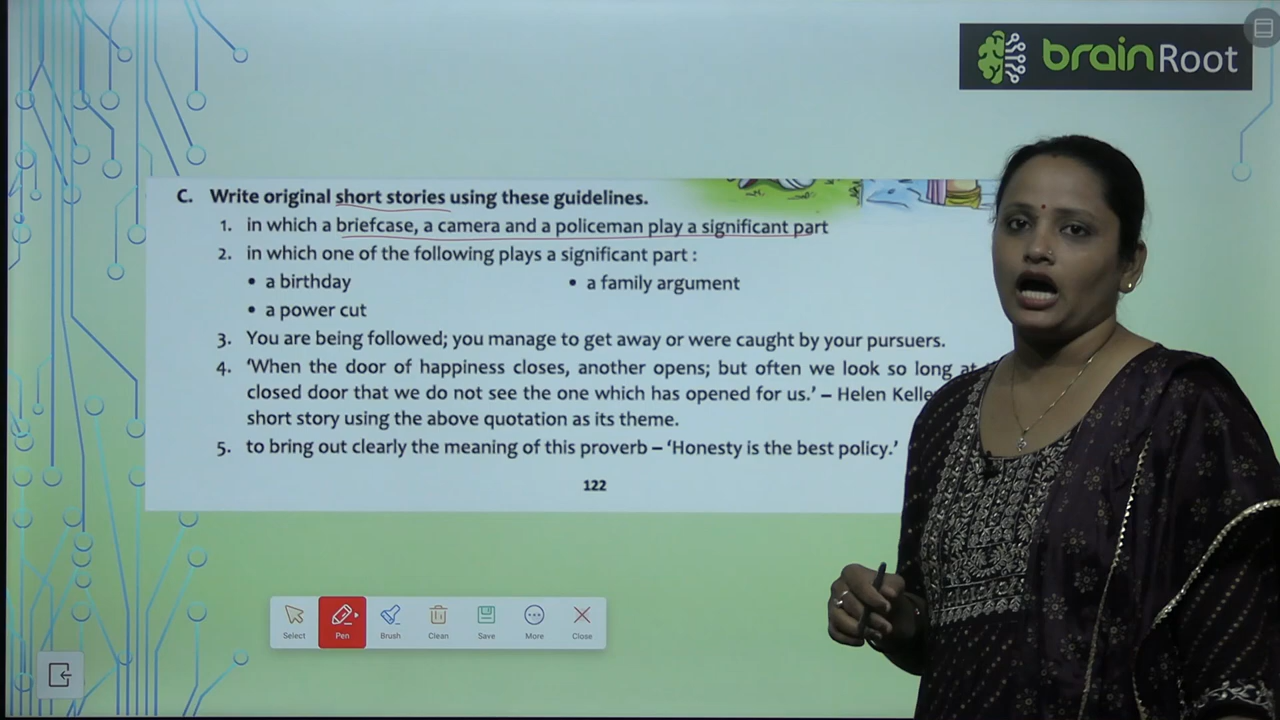 brainRoot
C. Write original short stories using these guidelines.
1. in which a briefcase, a camera and a policeman play a significant part
2. in which one of the following plays a significant part :
• a birthday • a family argument
• a power cut
3. You are being followed; you manage to get away or were caught by your pursuers.
4. 'When the door of happiness closes, another opens; but often we look so long at
closed door that we do not see the one which has opened for us.' – Helen
short story using the above quotation as its theme.
5. to bring out clearly the meaning of this proverb – 'Honesty is the best policy.'
122
Select Pen Brush Clean Save More Close